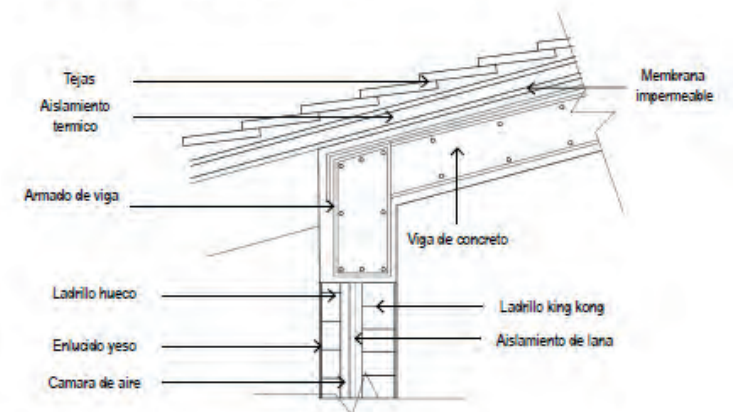 Tejas
Aislamiento
termico
Membrana
impermeable
Armado de viga
Viga de concreto
Ladrillo hueco
Ladrillo king kong
Enlucido yeso
Aislamiento de lana
Camara de aire